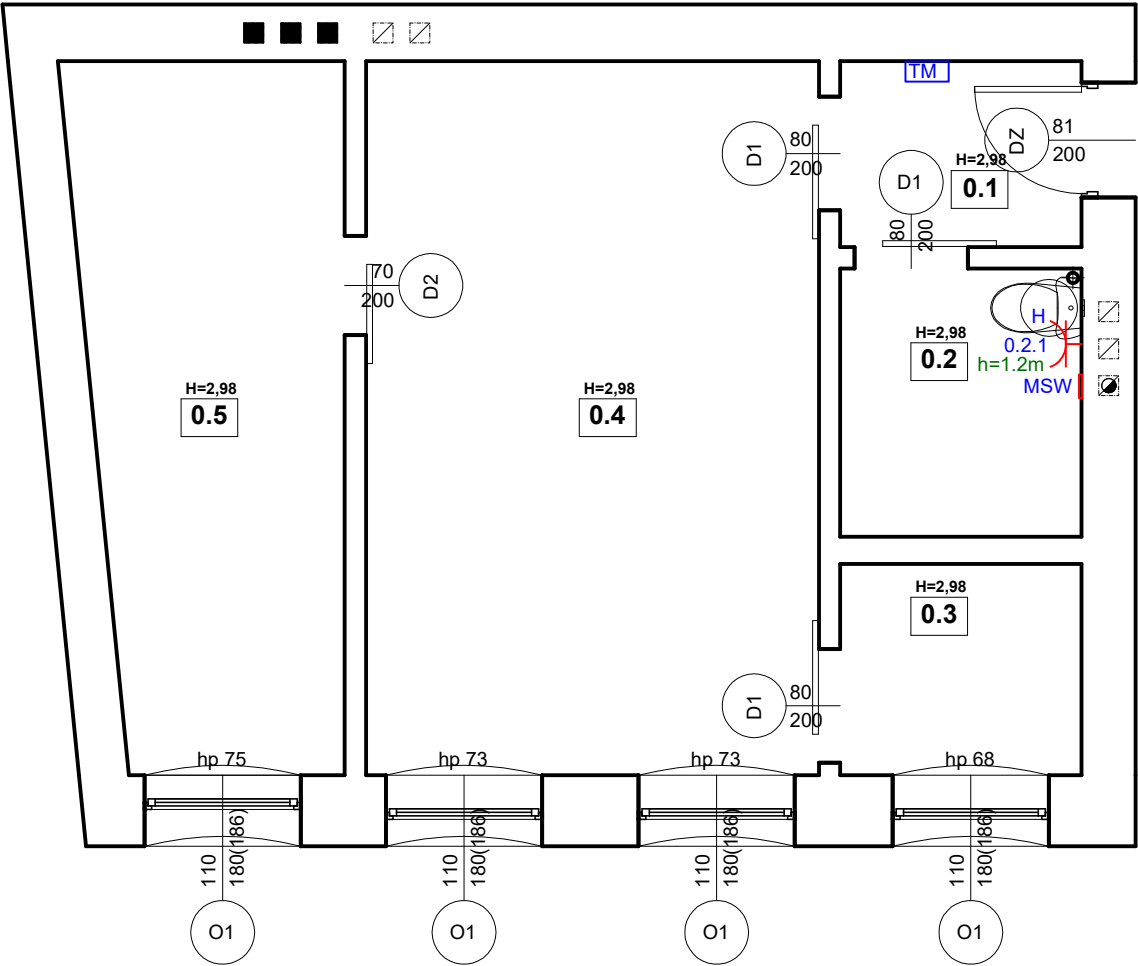 TM
DZ
81
200
H=2,98
0.1
D1
80
200
D1
80
200
D2
70
200
H
0.2.1
h=1.2m
MSW
H=2,98
0.2
H=2,98
0.5
H=2,98
0.4
H=2,98
0.3
D1
80
200
hp 75
hp 73
hp 73
hp 68
110
180(186)
110
180(186)
110
180(186)
110
180(186)
O1
O1
O1
O1